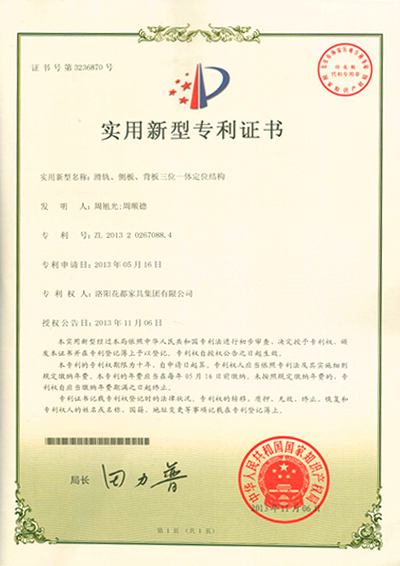 证书号第3236870号
实用新型专利证书
实用新型名称：滑轨、侧板、背板三位一体定位结构
发明人：周旭光;周顺德
专利号：ZL 2013 2 0267088.4
专利申请日：2013年05月16日
专利权人：洛阳花都家具集团有限公司
授权公告日：2013年11月06日
本实用新型经过本局依照中华人民共和国专利法进行初步审查，决定授予专利权，颁
发本证书并在专利登记簿上予以登记。专利权自授权公告之日起生效。
本专利的专利权期限为十年，自申请日起算。专利权人应当依照专利法及其实施细则
规定缴纳年费。本专利的年费应当在每年05月16日前缴纳。未按照规定缴纳年费的，专利
权自应当缴纳年费期满之日起终止。
专利证书记载专利权登记时的法律状况。专利权的转移、质押、无效、终止、恢复和
专利权人的姓名或名称、国籍、地址变更等事项记载在专利登记簿上。
局长
田力普
中华人民共和国国家知识产权局
2013年11月06日
第1页（共1页）